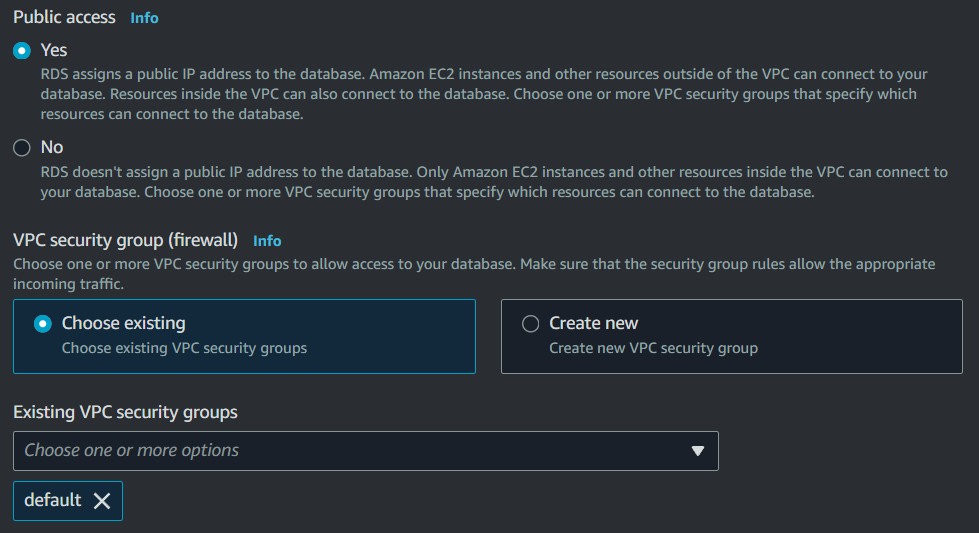 Public access Info
Yes
RDS assigns a public IP address to the database. Amazon EC2 instances and other resources outside of the VPC can connect to your
database. Resources inside the VPC can also connect to the database. Choose one or more VPC security groups that specify which
resources can connect to the database.
No
RDS doesn't assign a public IP address to the database. Only Amazon EC2 instances and other resources inside the VPC can connect to
your database. Choose one or more VPC security groups that specify which resources can connect to the database.
VPC security group (firewall) Info
Choose one or more VPC security groups to allow access to your database. Make sure that the security group rules allow the appropriate
incoming traffic.
Choose existing
Choose existing VPC security groups
Create new
Create new VPC security group
Existing VPC security groups
Choose one or more options
default